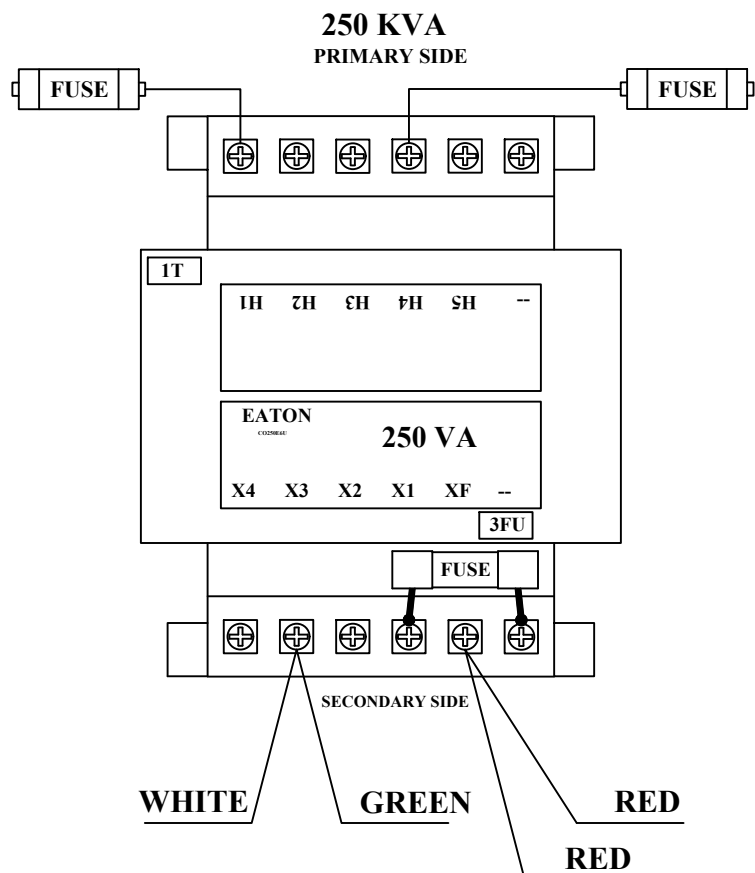 250 KVA
PRIMARY SIDE
FUSE
FUSE
1T
H1 H2 H3 H4 H5 --
EATON
CO250E6U
250 VA
X4 X3 X2 X1 XF --
3FU
FUSE
SECONDARY SIDE
WHITE GREEN RED
RED